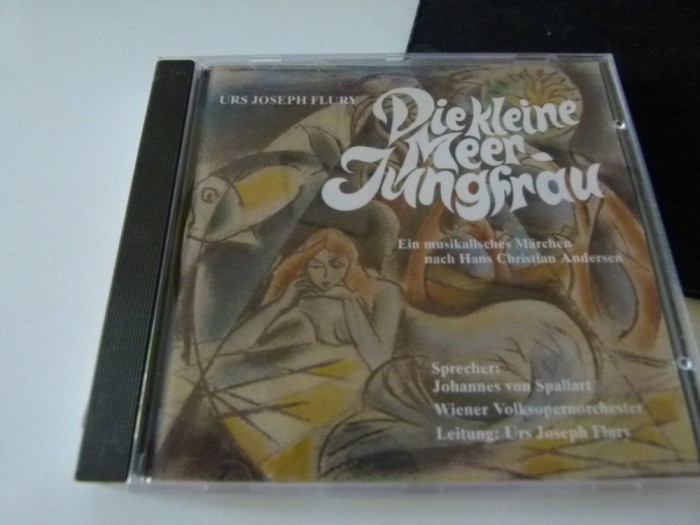 URS JOSEPH FLURY
Die kleine
Meer-
Jungfrau
Ein musikalisches Märchen
nach Hans Christian Andersen
Sprecher:
Johannes von Spallart
Wiener Volksopernorchester
Leitung: Urs Joseph Flury